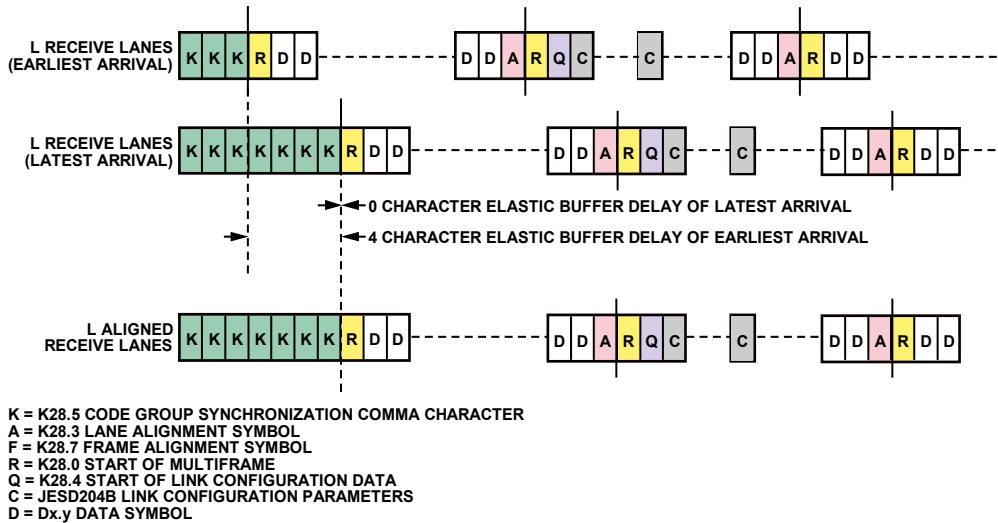 L RECEIVE LANES
(EARLIEST ARRIVAL)
K K K R D D
D D A R Q C
C
D D A R D D
L RECEIVE LANES
(LATEST ARRIVAL)
K K K K K K K R D D
D D A R Q C
C
D D A R D D
0 CHARACTER ELASTIC BUFFER DELAY OF LATEST ARRIVAL
4 CHARACTER ELASTIC BUFFER DELAY OF EARLIEST ARRIVAL
L ALIGNED
RECEIVE LANES
K K K K K K K R D D
D D A R Q C
C
D D A R D D
K = K28.5 CODE GROUP SYNCHRONIZATION COMMA CHARACTER
A = K28.3 LANE ALIGNMENT SYMBOL
F = K28.7 FRAME ALIGNMENT SYMBOL
R = K28.0 START OF MULTIFRAME
Q = K28.4 START OF LINK CONFIGURATION DATA
C = JESD204B LINK CONFIGURATION PARAMETERS
D = Dx.y DATA SYMBOL